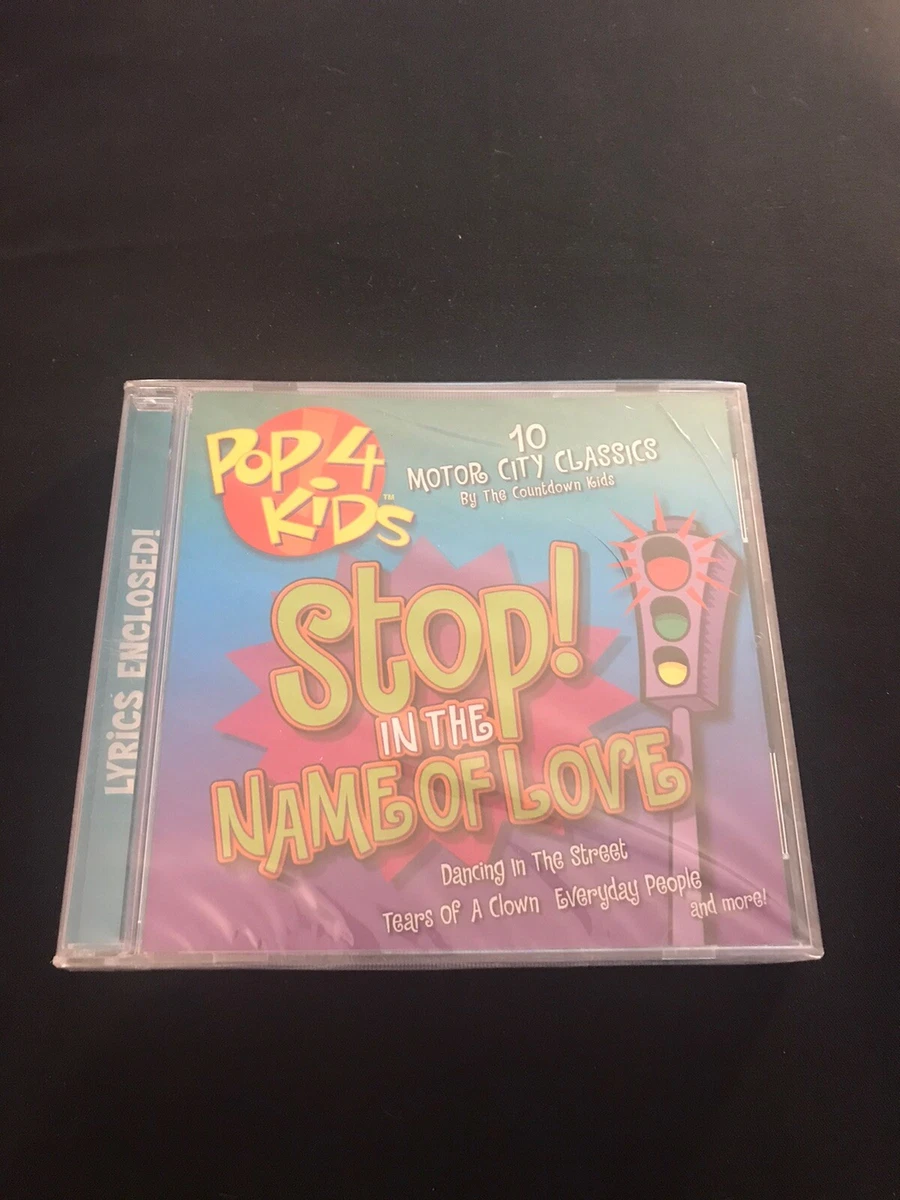 LYRiCS ENCLOSED!
POP 4
KiDS™
10
MOTOR CiTY CLASSiCS
By The Countdown Kids
Stop!
IN THE
NAME OF LOVE
Dancing In The Street
Tears Of A Clown Everyday People
and more!